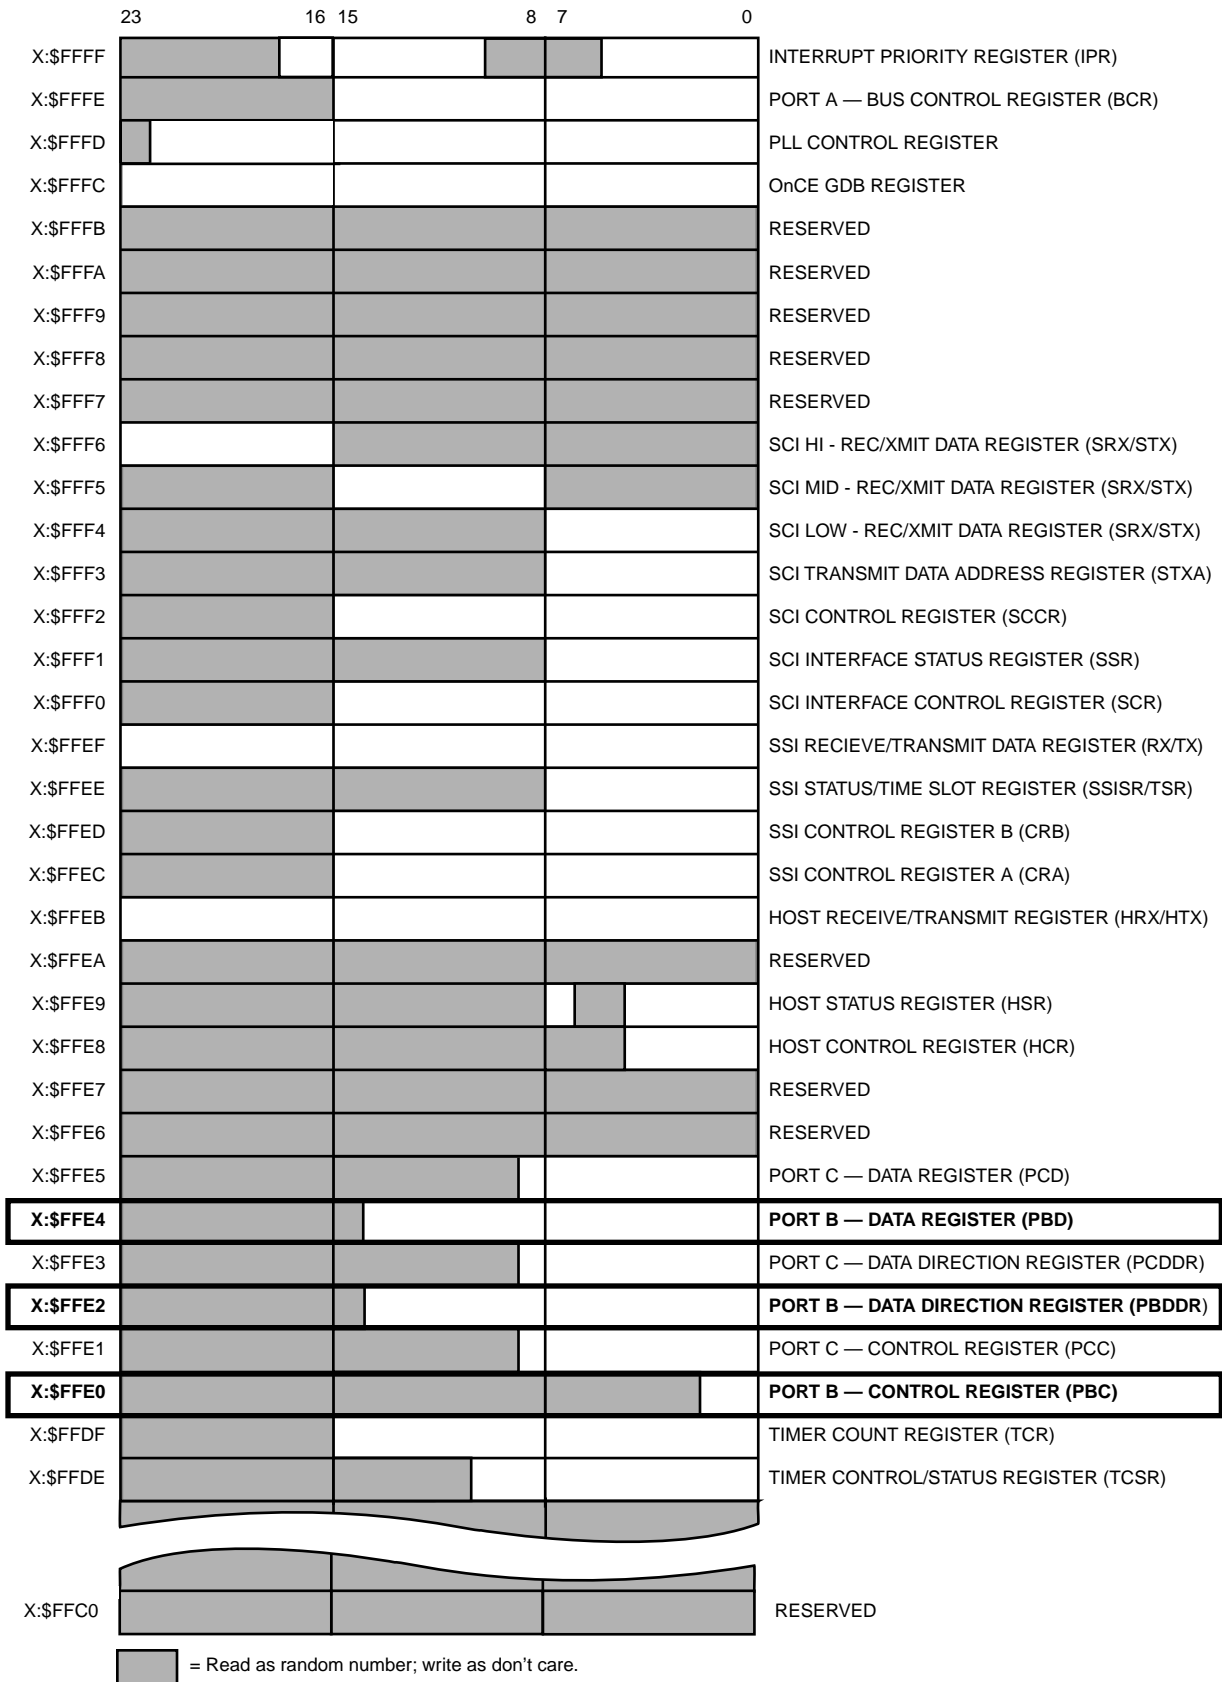 23 16 15 8 7 0
X:$FFFF INTERRUPT PRIORITY REGISTER (IPR)
X:$FFFE PORT A — BUS CONTROL REGISTER (BCR)
X:$FFFD PLL CONTROL REGISTER
X:$FFFC OnCE GDB REGISTER
X:$FFFB RESERVED
X:$FFFA RESERVED
X:$FFF9 RESERVED
X:$FFF8 RESERVED
X:$FFF7 RESERVED
X:$FFF6 SCI HI - REC/XMIT DATA REGISTER (SRX/STX)
X:$FFF5 SCI MID - REC/XMIT DATA REGISTER (SRX/STX)
X:$FFF4 SCI LOW - REC/XMIT DATA REGISTER (SRX/STX)
X:$FFF3 SCI TRANSMIT DATA ADDRESS REGISTER (STXA)
X:$FFF2 SCI CONTROL REGISTER (SCCR)
X:$FFF1 SCI INTERFACE STATUS REGISTER (SSR)
X:$FFF0 SCI INTERFACE CONTROL REGISTER (SCR)
X:$FFEF SSI RECIEVE/TRANSMIT DATA REGISTER (RX/TX)
X:$FFEE SSI STATUS/TIME SLOT REGISTER (SSISR/TSR)
X:$FFED SSI CONTROL REGISTER B (CRB)
X:$FFEC SSI CONTROL REGISTER A (CRA)
X:$FFEB HOST RECEIVE/TRANSMIT REGISTER (HRX/HTX)
X:$FFEA RESERVED
X:$FFE9 HOST STATUS REGISTER (HSR)
X:$FFE8 HOST CONTROL REGISTER (HCR)
X:$FFE7 RESERVED
X:$FFE6 RESERVED
X:$FFE5 PORT C — DATA REGISTER (PCD)
X:$FFE4 PORT B — DATA REGISTER (PBD)
X:$FFE3 PORT C — DATA DIRECTION REGISTER (PCDDR)
X:$FFE2 PORT B — DATA DIRECTION REGISTER (PBDDR)
X:$FFE1 PORT C — CONTROL REGISTER (PCC)
X:$FFE0 PORT B — CONTROL REGISTER (PBC)
X:$FFDF TIMER COUNT REGISTER (TCR)
X:$FFDE TIMER CONTROL/STATUS REGISTER (TCSR)
X:$FFC0 RESERVED
= Read as random number; write as don't care.